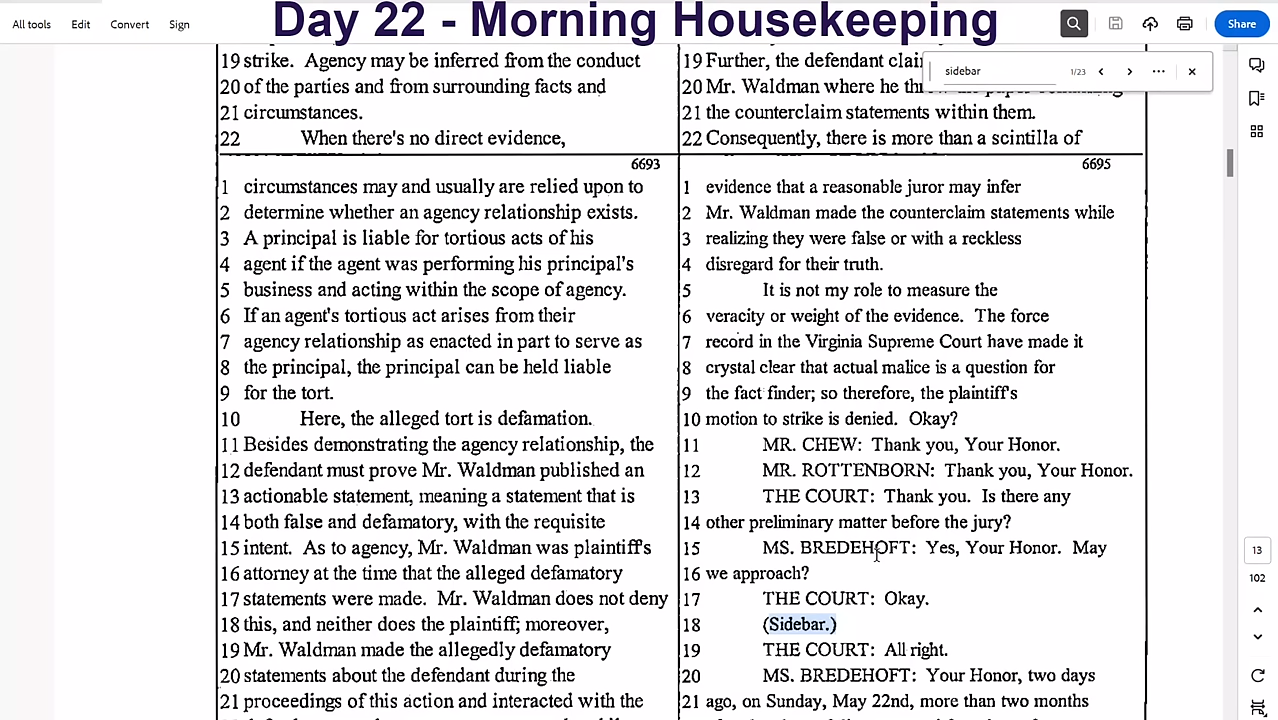 Day 22 - Morning Housekeeping
All tools Edit Convert Sign
Share
sidebar 1/23
19 strike. Agency may be inferred from the conduct
20 of the parties and from surrounding facts and
21 circumstances.
22 When there's no direct evidence,
6693
1 circumstances may and usually are relied upon to
2 determine whether an agency relationship exists.
3 A principal is liable for tortious acts of his
4 agent if the agent was performing his principal's
5 business and acting within the scope of agency.
6 If an agent's tortious act arises from their
7 agency relationship as enacted in part to serve as
8 the principal, the principal can be held liable
9 for the tort.
10 Here, the alleged tort is defamation.
11 Besides demonstrating the agency relationship, the
12 defendant must prove Mr. Waldman published an
13 actionable statement, meaning a statement that is
14 both false and defamatory, with the requisite
15 intent. As to agency, Mr. Waldman was plaintiff's
16 attorney at the time that the alleged defamatory
17 statements were made. Mr. Waldman does not deny
18 this, and neither does the plaintiff; moreover,
19 Mr. Waldman made the allegedly defamatory
20 statements about the defendant during the
21 proceedings of this action and interacted with the
19 Further, the defendant clai
20 Mr. Waldman where he
21 the counterclaim statements within them.
22 Consequently, there is more than a scintilla of
6695
1 evidence that a reasonable juror may infer
2 Mr. Waldman made the counterclaim statements while
3 realizing they were false or with a reckless
4 disregard for their truth.
5 It is not my role to measure the
6 veracity or weight of the evidence. The force
7 record in the Virginia Supreme Court have made it
8 crystal clear that actual malice is a question for
9 the fact finder; so therefore, the plaintiff's
10 motion to strike is denied. Okay?
11 MR. CHEW: Thank you, Your Honor.
12 MR. ROTTENBORN: Thank you, Your Honor.
13 THE COURT: Thank you. Is there any
14 other preliminary matter before the jury?
15 MS. BREDEHOFT: Yes, Your Honor. May
16 we approach?
17 THE COURT: Okay.
18 (Sidebar.)
19 THE COURT: All right.
20 MS. BREDEHOFT: Your Honor, two days
21 ago, on Sunday, May 22nd, more than two months
13
102